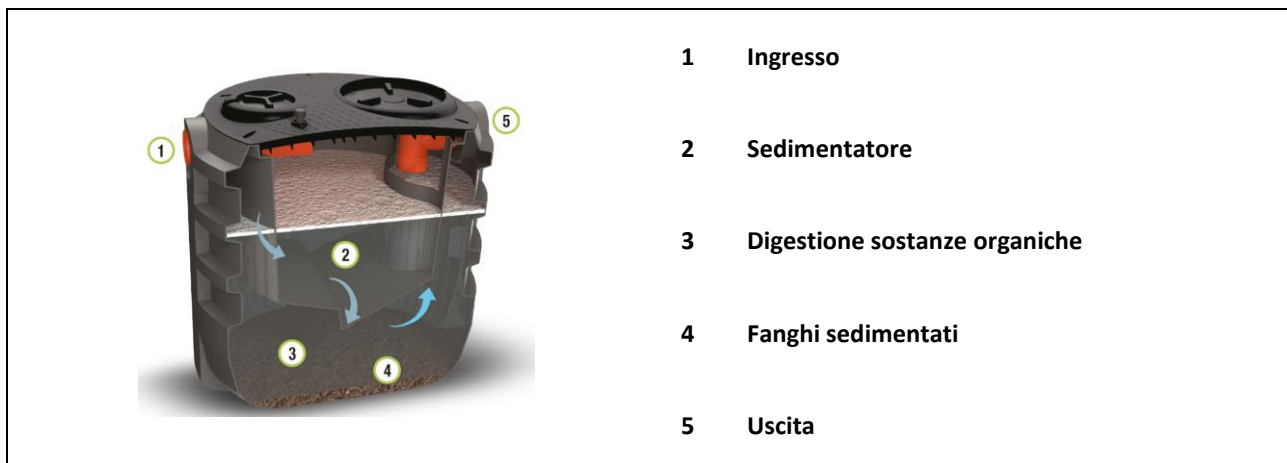 1 Ingresso
2 Sedimentatore
3 Digestione sostanze organiche
4 Fanghi sedimentati
5 Uscita
1
5
2
3
4